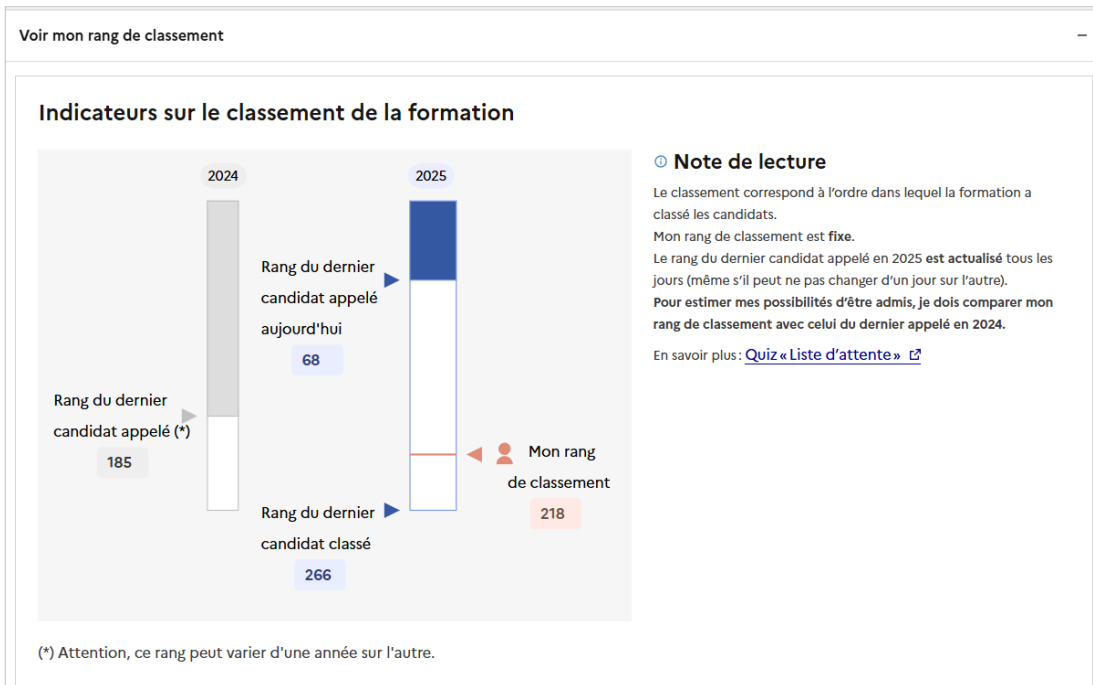 Voir mon rang de classement
Indicateurs sur le classement de la formation
2024
2025
Rang du dernier
candidat appelé
aujourd'hui
68
Rang du dernier
candidat appelé (*)
185
Mon rang
de classement
218
Rang du dernier
candidat classé
266
Note de lecture
Le classement correspond à l'ordre dans lequel la formation a
classé les candidats.
Mon rang de classement est fixe.
Le rang du dernier candidat appelé en 2025 est actualisé tous les
jours (même s'il peut ne pas changer d'un jour sur l'autre).
Pour estimer mes possibilités d'être admis, je dois comparer mon
rang de classement avec celui du dernier appelé en 2024.
En savoir plus : Quiz « Liste d'attente »
(*) Attention, ce rang peut varier d'une année sur l'autre.